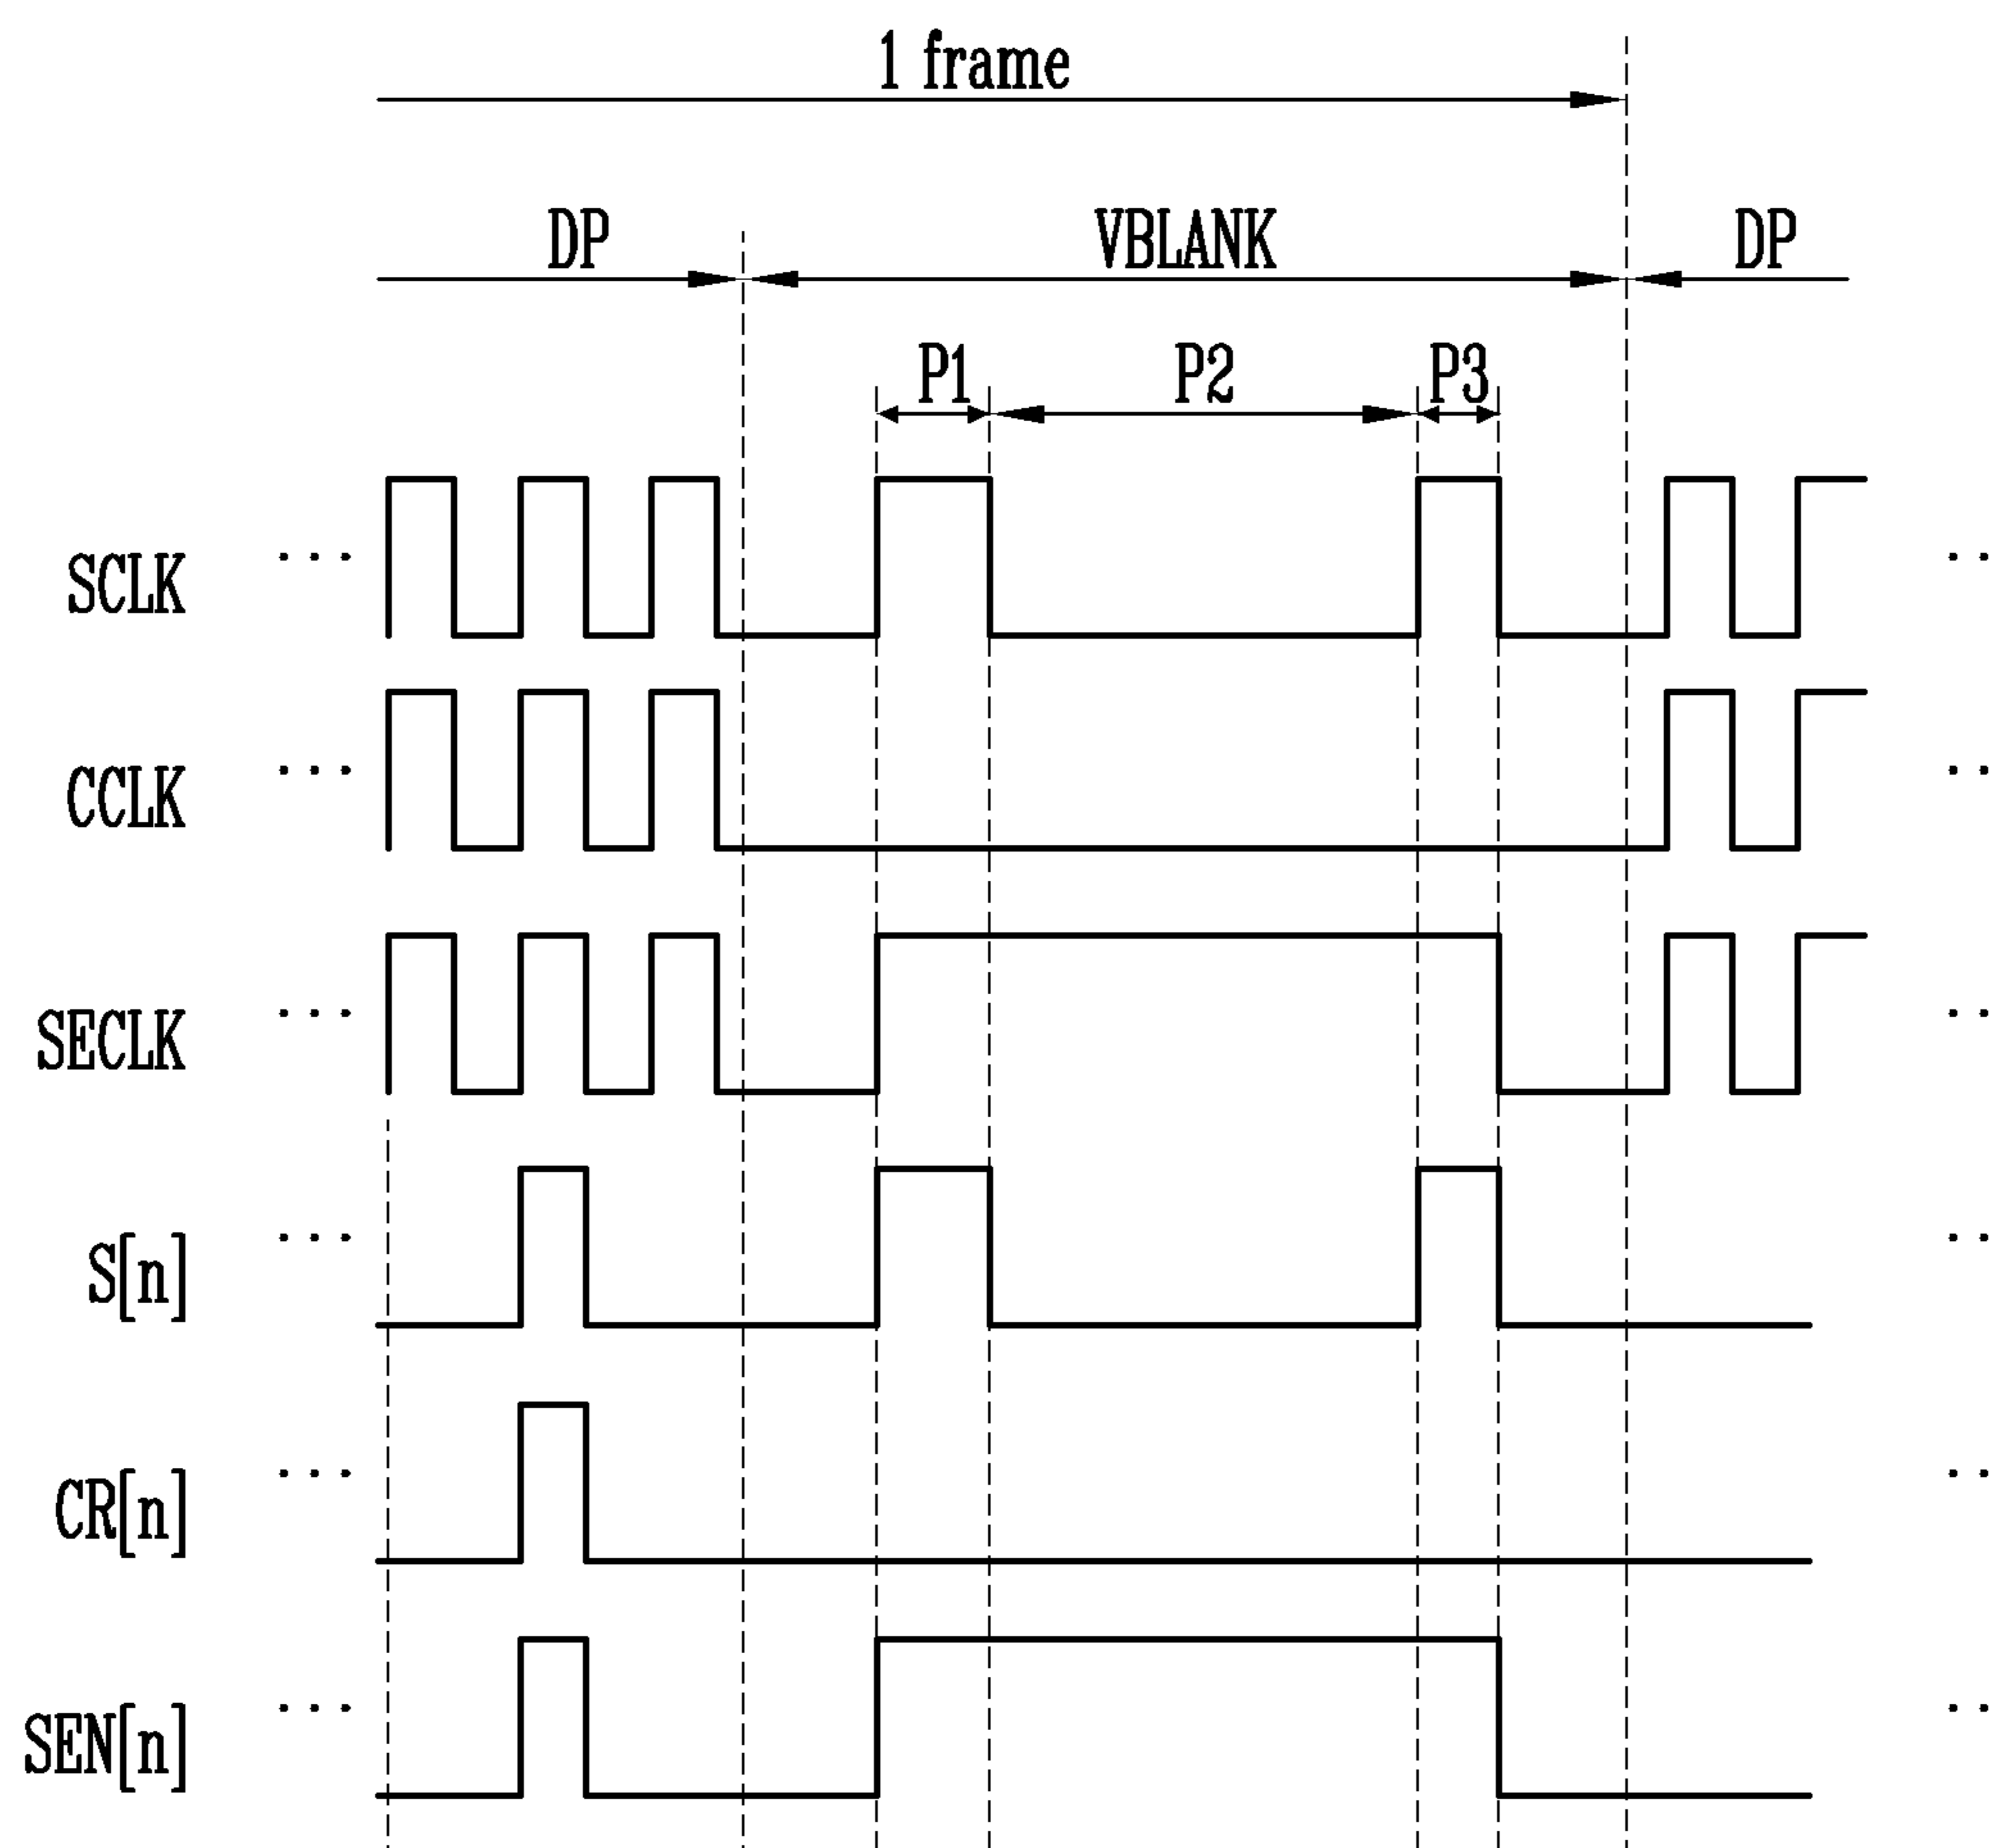 1 frame
DP VBLANK DP
P1 P2 P3
SCLK ... ..
CCLK ... ..
SECLK ... ..
S[n] ... ..
CR[n] ... ..
SEN[n] ... ..